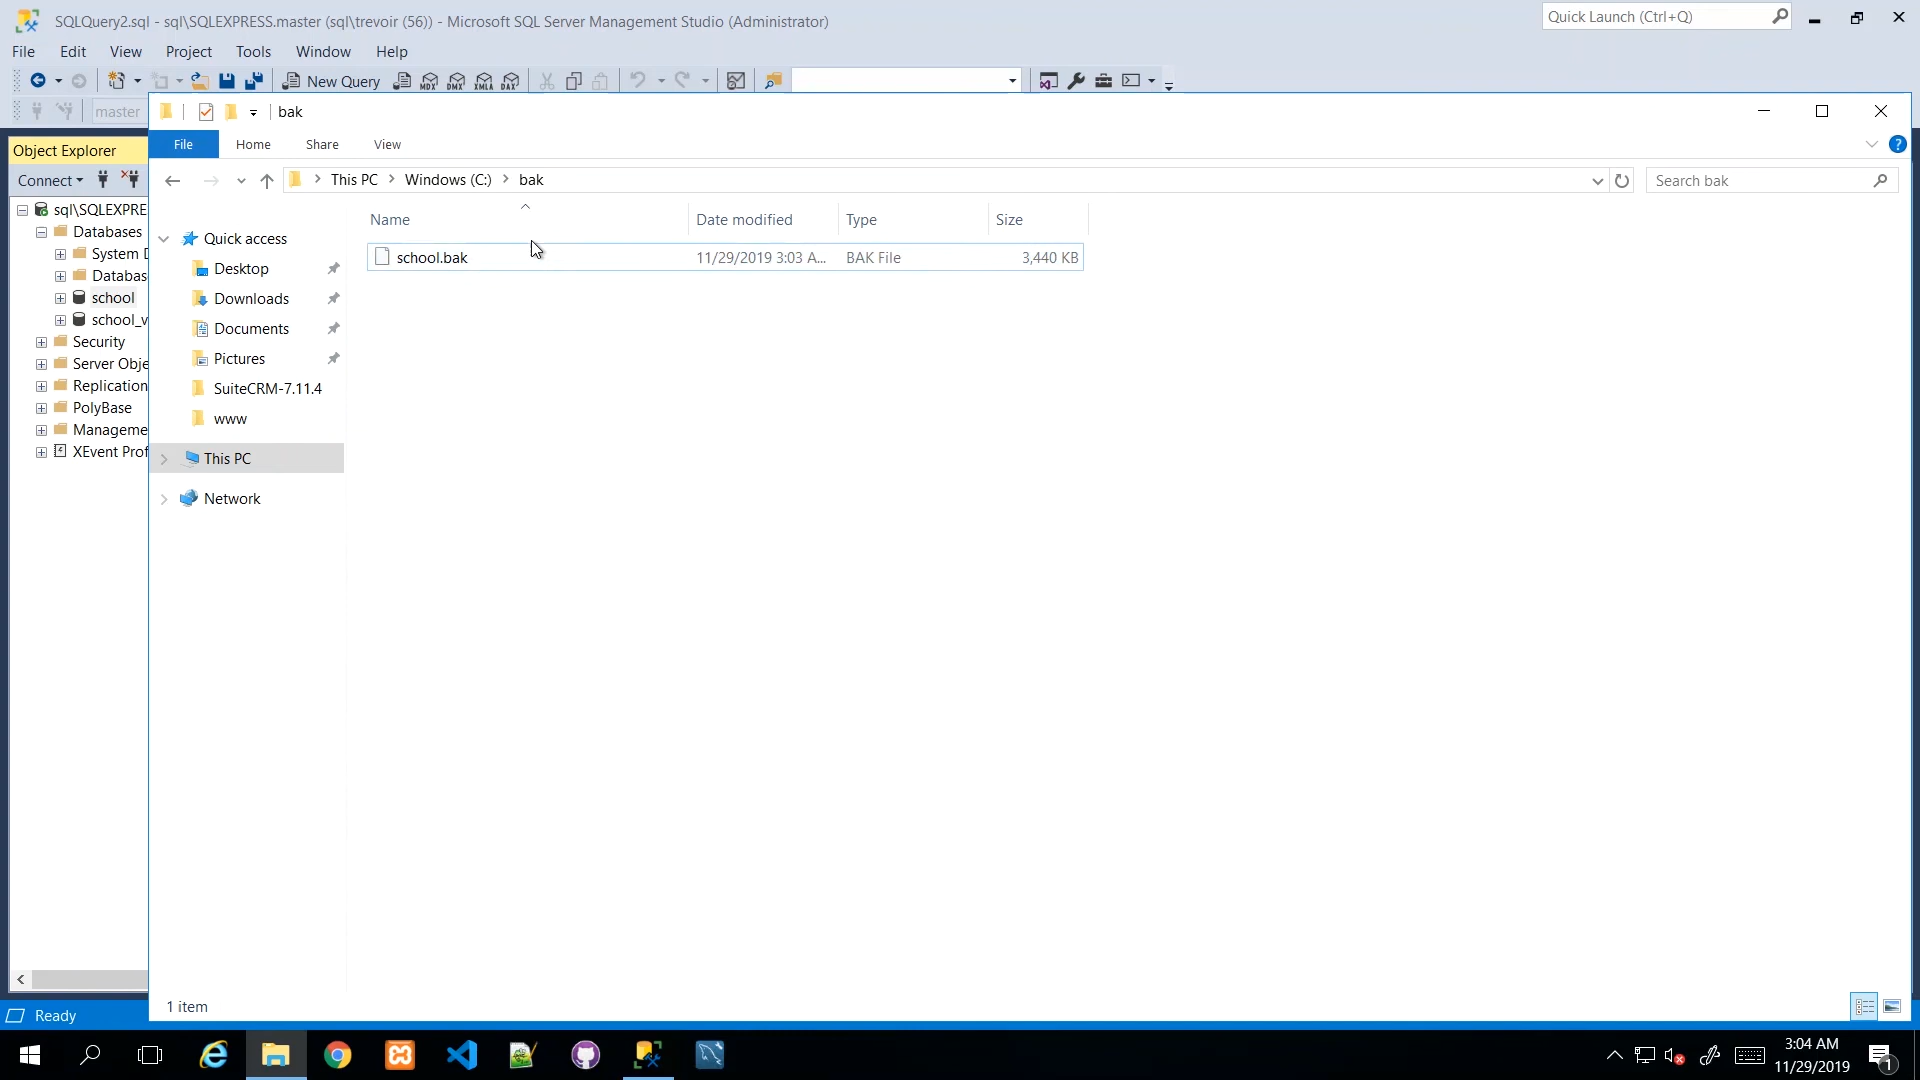 SQLQuery2.sql - sql\SQLEXPRESS.master (sql\trevoir (56)) - Microsoft SQL Server Management Studio (Administrator)
Quick Launch (Ctrl+Q)
File Edit View Project Tools Window Help
New Query MDX DMX XMLA DAX
master
bak
File Home Share View
Object Explorer
Connect
This PC Windows (C:) bak
Search bak
Name Date modified Type Size
school.bak 11/29/2019 3:03 A... BAK File 3,440 KB
sql\SQLEXPRE
Databases
System D
Databas
school
school_v
Security
Server Obje
Replication
PolyBase
Manageme
XEvent Prof
Quick access
Desktop
Downloads
Documents
Pictures
SuiteCRM-7.11.4
www
This PC
Network
1 item
Ready
3:04 AM
11/29/2019
1